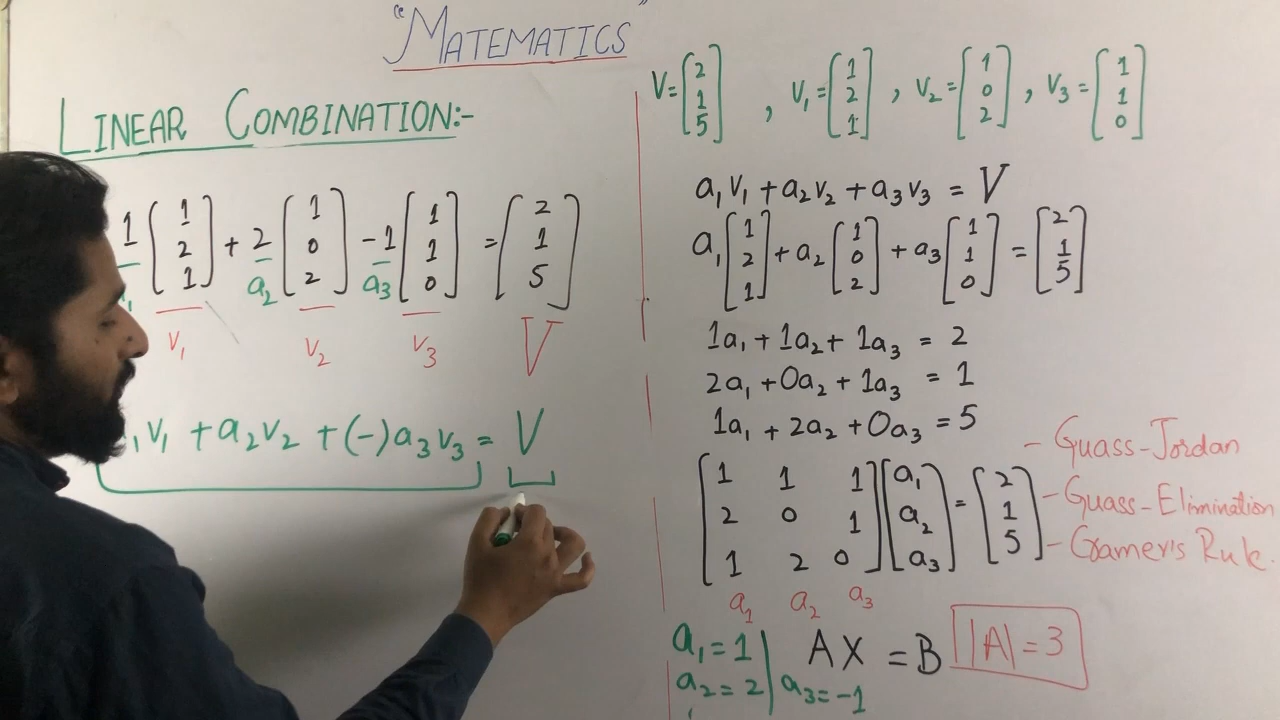 "MATEMATICS"
LINEAR COMBINATION:-
1 [1 2 1] + 2 [1 0 2] -1 [1 1 0] = [2 1 5]
a2 a3
V1 V2 V3 V
1V1 + a2V2 + (-)a3V3 = V
V = [2 1 5] , V1 = [1 2 1] , V2 = [1 0 2] , V3 = [1 1 0]
a1V1 + a2V2 + a3V3 = V
a1 [1 2 1] + a2 [1 0 2] + a3 [1 1 0] = [2 1 5]
1a1 + 1a2 + 1a3 = 2
2a1 + 0a2 + 1a3 = 1
1a1 + 2a2 + 0a3 = 5
[1 1 1
2 0 1
1 2 0] [a1 a2 a3] = [2 1 5]
a1 a2 a3
- Guass-Jordan
- Guass-Elimination
- Cramer's Rule.
AX = B |A| = 3
a1 = 1
a2 = 2 | a3 = -1